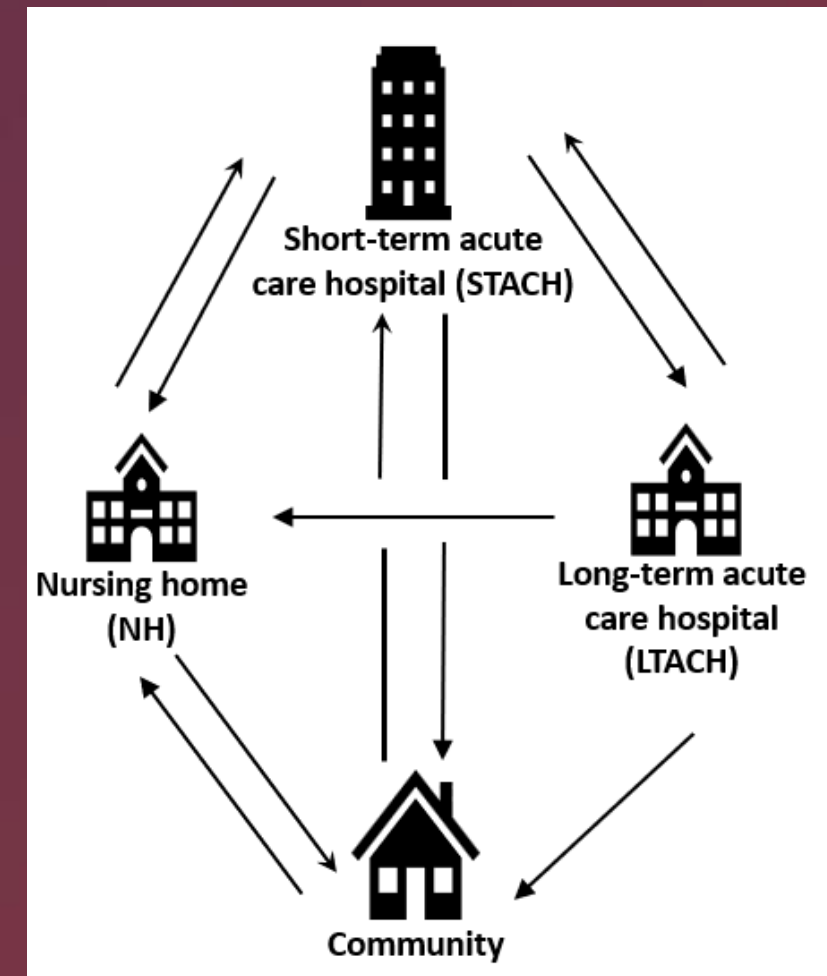 Short-term acute
care hospital (STACH)
Nursing home
(NH)
Long-term acute
care hospital
(LTACH)
Community